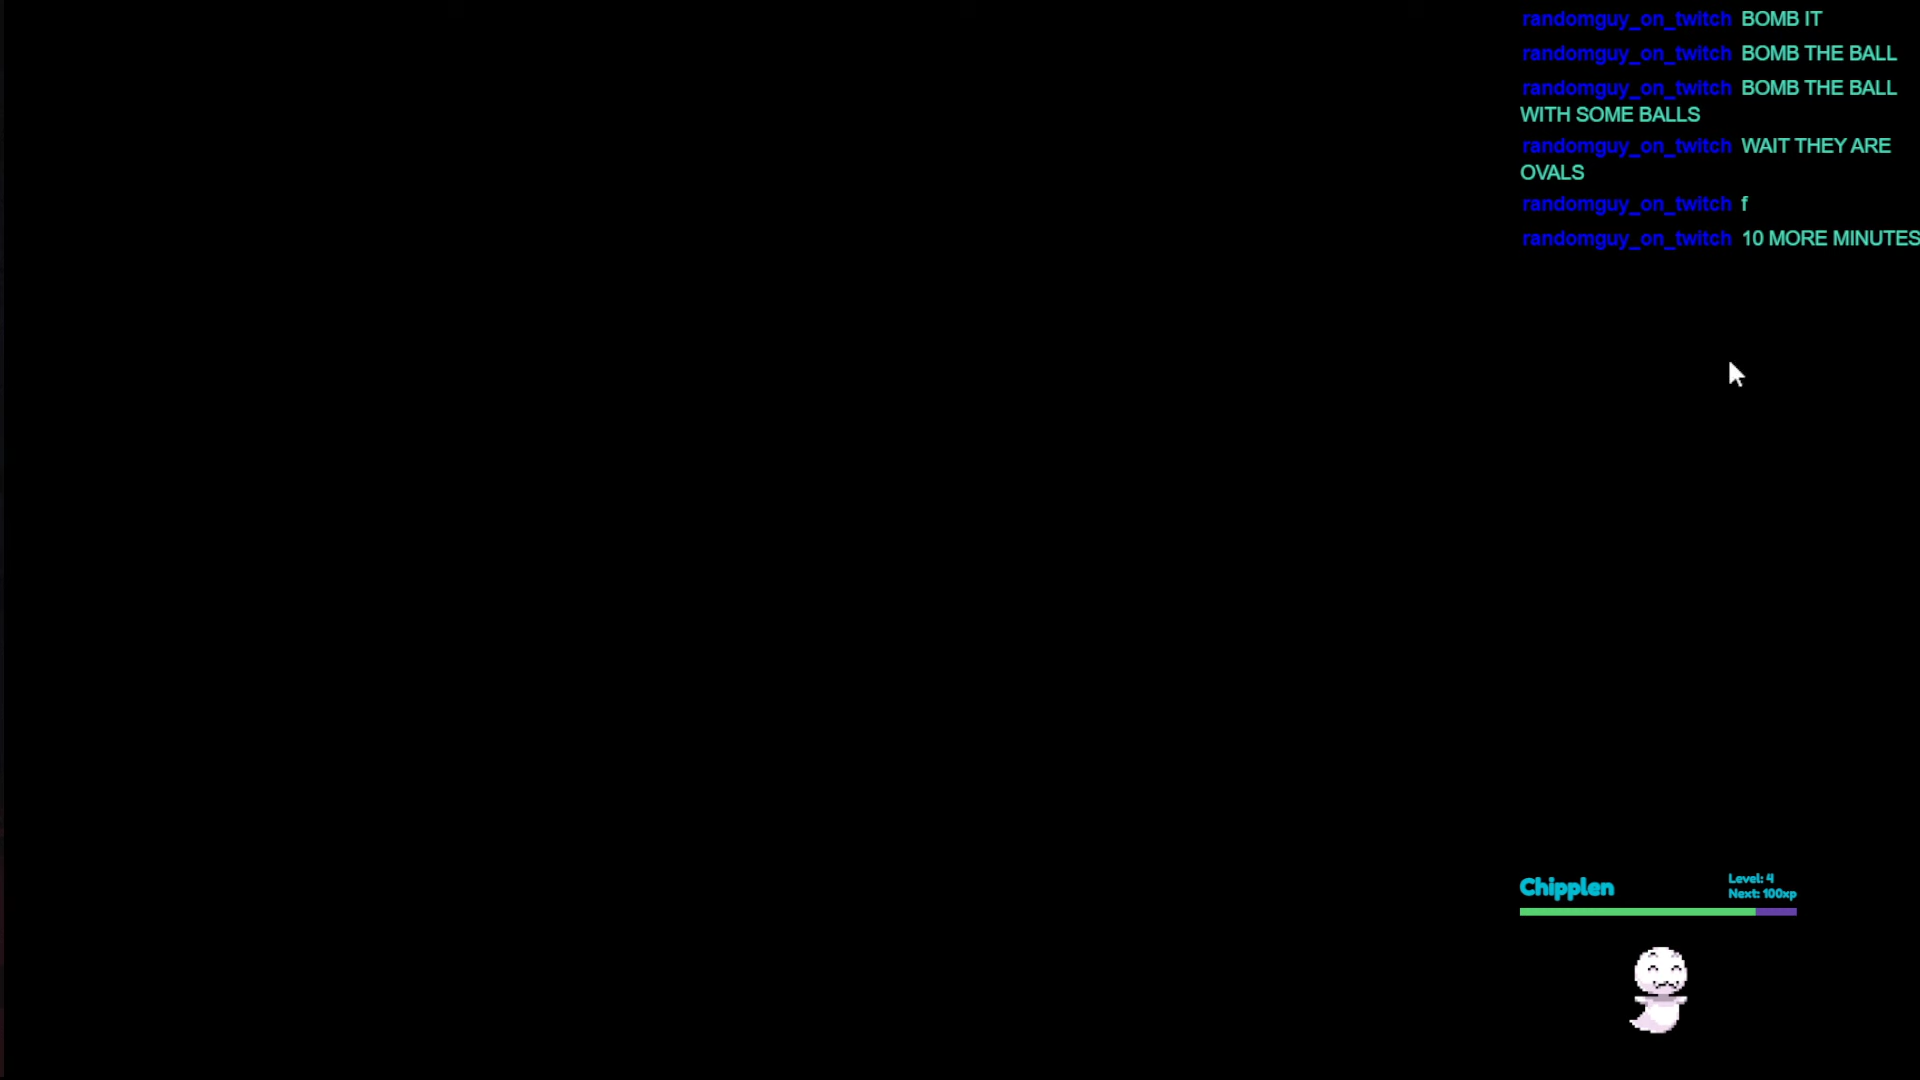 randomguy_on_twitch BOMB IT
randomguy_on_twitch BOMB THE BALL
randomguy_on_twitch BOMB THE BALL
WITH SOME BALLS
randomguy_on_twitch WAIT THEY ARE
OVALS
randomguy_on_twitch f
randomguy_on_twitch 10 MORE MINUTES
Chipplen
Level: 4
Next: 100xp